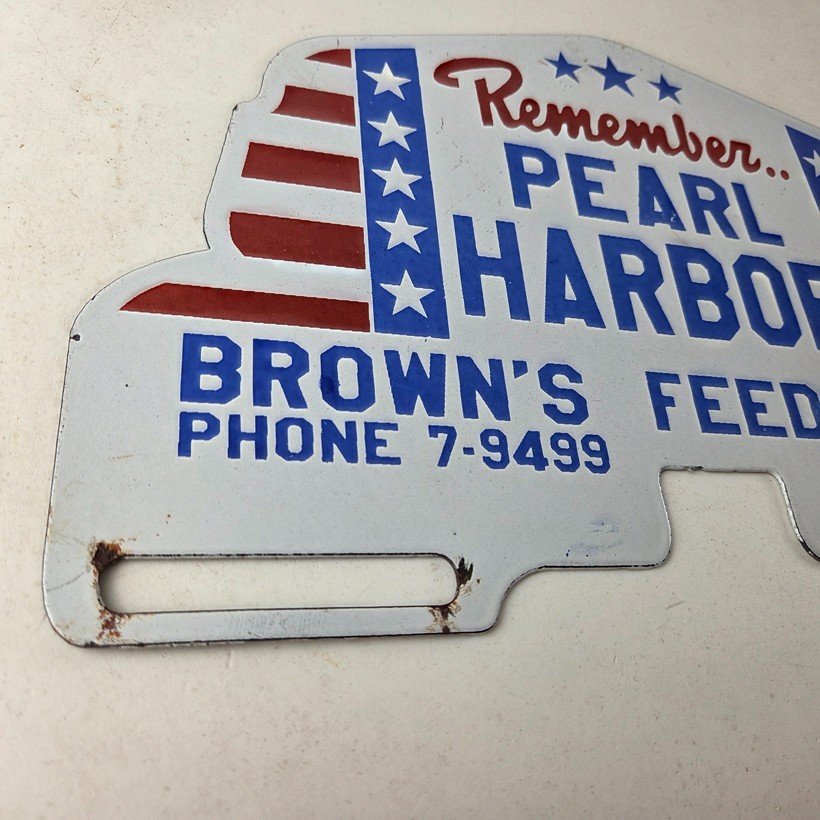 Remember..
PEARL
HARBOR
BROWN'S FEED
PHONE 7-9499